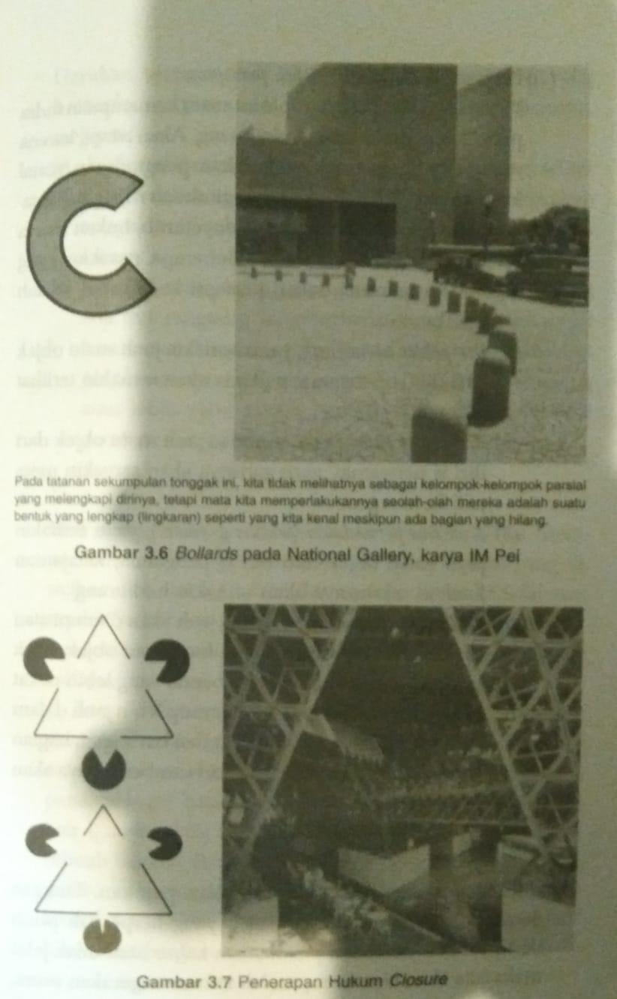 Pada tatanan sekumpulan tonggak ini, kita tidak melihatnya sebagai kelompok-kelompok parsial
yang melengkapi dirinya, tetapi mata kita memperlakukannya seolah-olah mereka adalah suatu
bentuk yang lengkap (lingkaran) seperti yang kita kenal meskipun ada bagian yang hilang.
Gambar 3.6 Bollards pada National Gallery, karya IM Pei
Gambar 3.7 Penerapan Hukum Closure